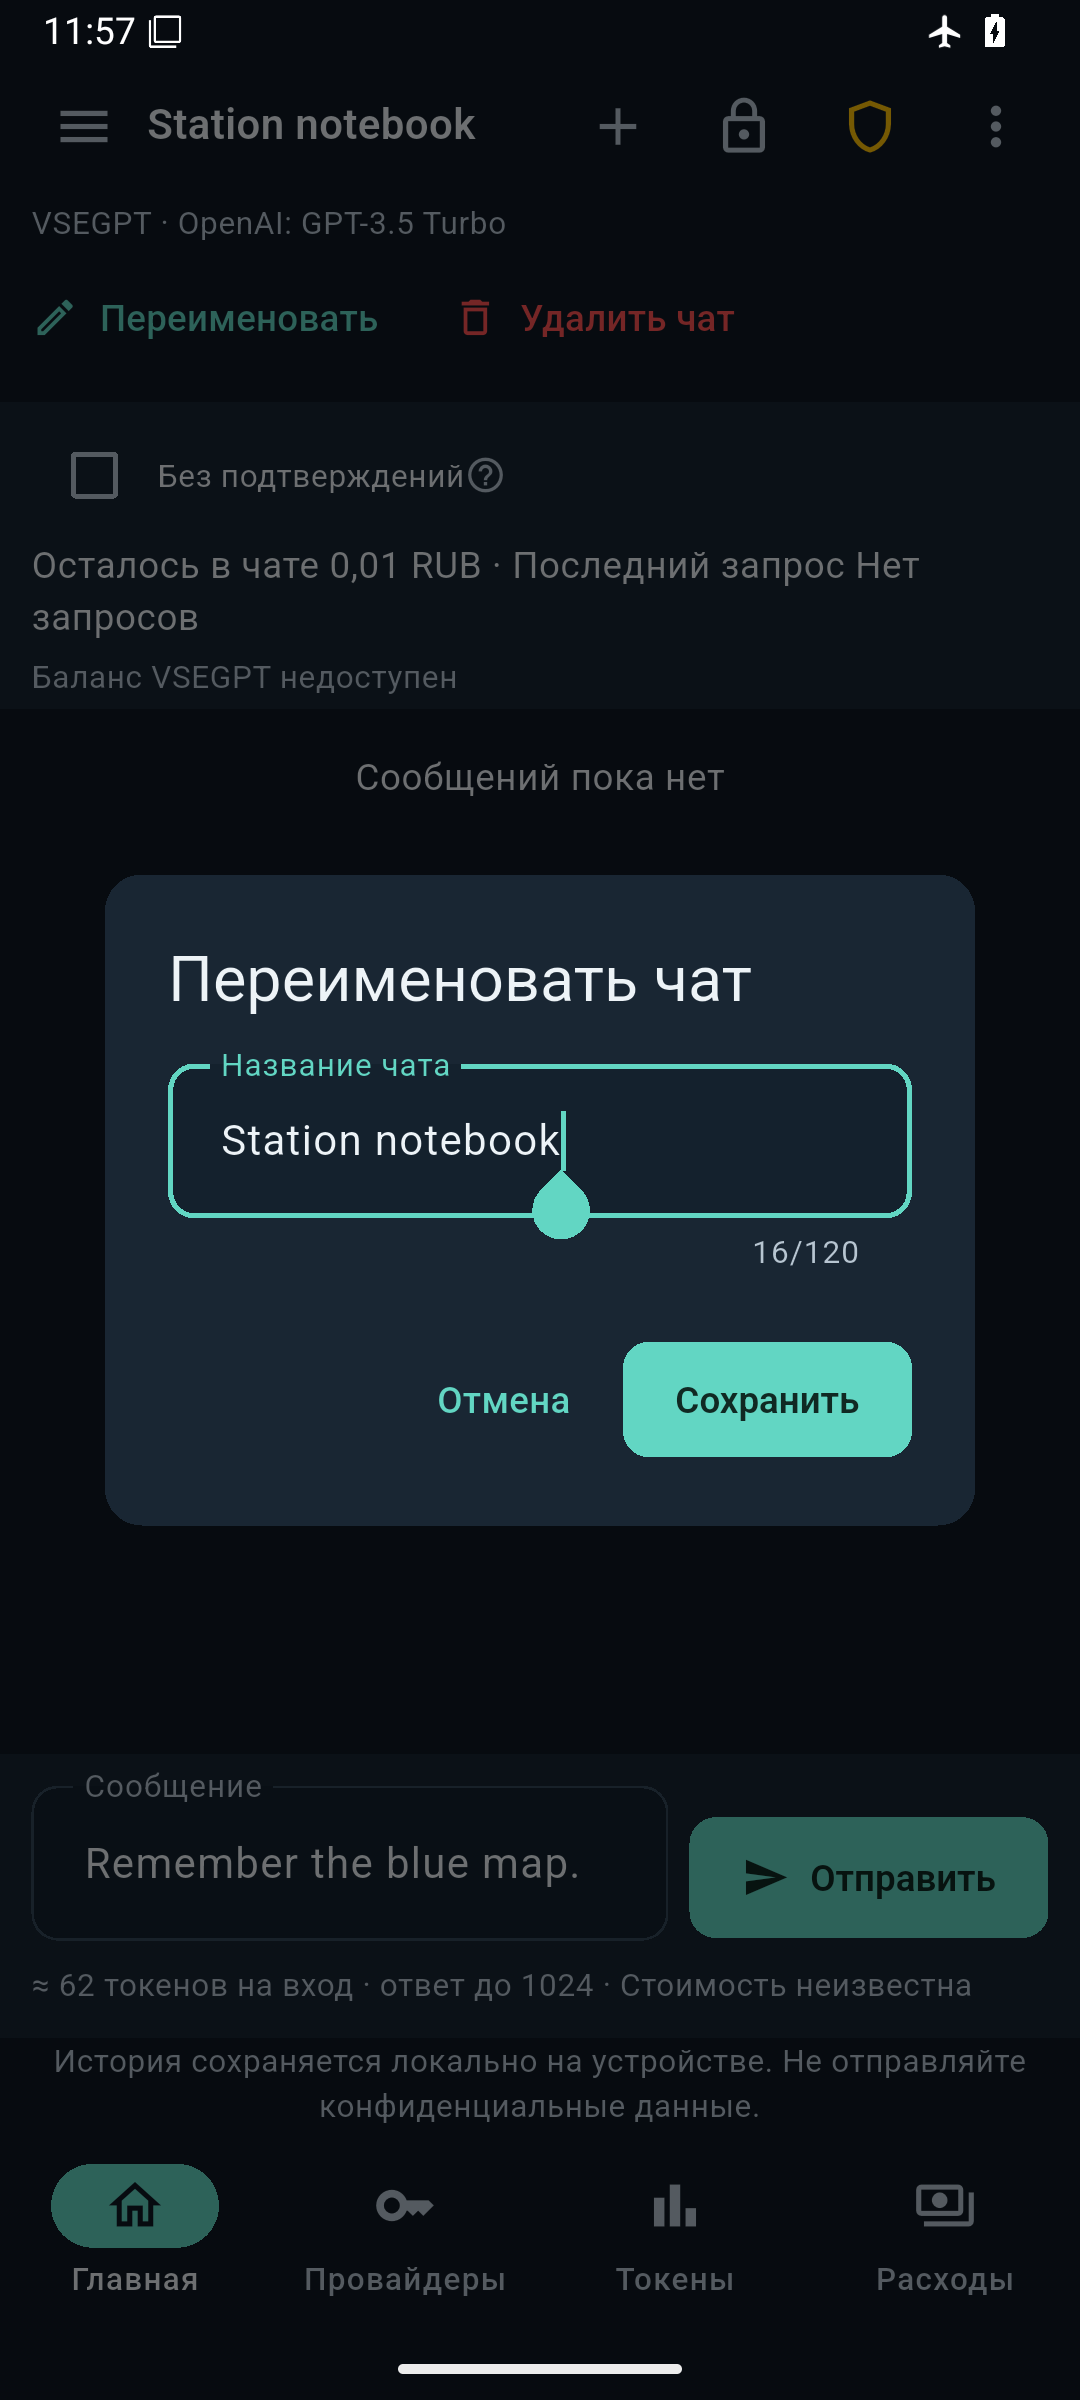 11:57
Station notebook
VSEGPT · OpenAI: GPT-3.5 Turbo
Переименовать
Удалить чат
Без подтверждений
Осталось в чате 0,01 RUB · Последний запрос Нет
запросов
Баланс VSEGPT недоступен
Сообщений пока нет
Переименовать чат
Название чата
Station notebook
16/120
Отмена
Сохранить
Сообщение
Remember the blue map.
Отправить
≈ 62 токенов на вход · ответ до 1024 · Стоимость неизвестна
История сохраняется локально на устройстве. Не отправляйте
конфиденциальные данные.
Главная
Провайдеры
Токены
Расходы